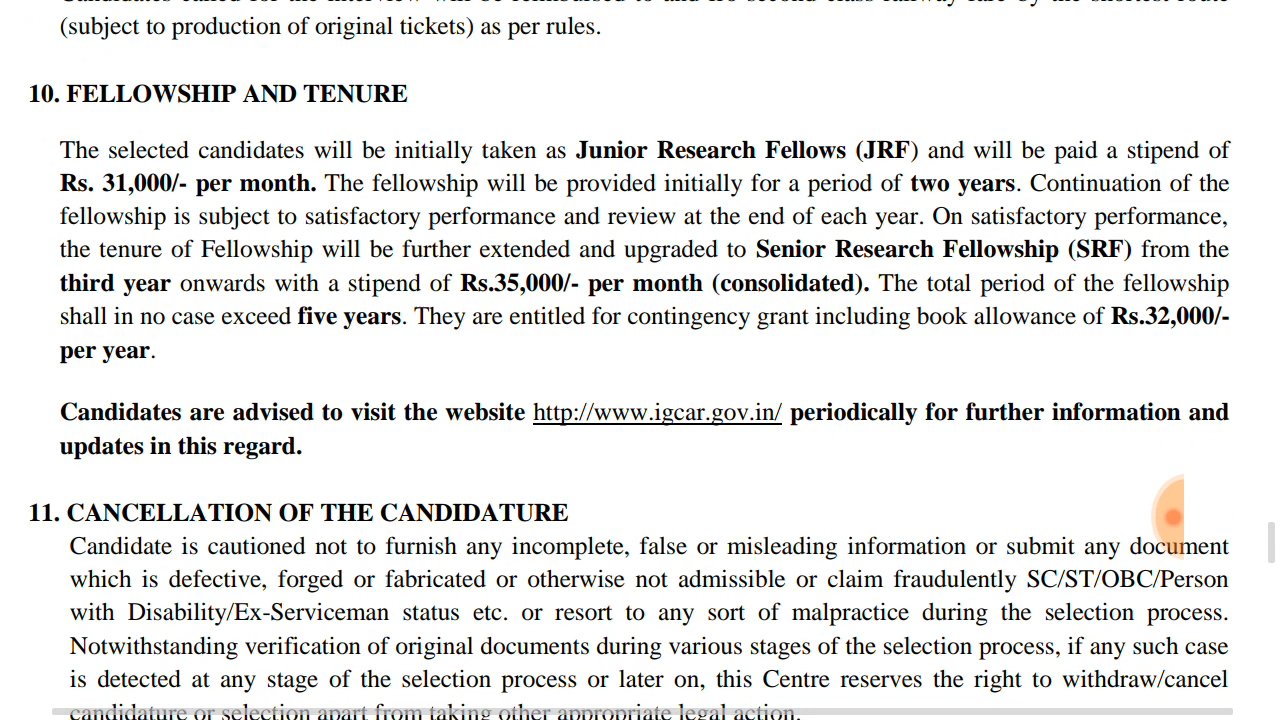 (subject to production of original tickets) as per rules.
10. FELLOWSHIP AND TENURE
The selected candidates will be initially taken as Junior Research Fellows (JRF) and will be paid a stipend of
Rs. 31,000/- per month. The fellowship will be provided initially for a period of two years. Continuation of the
fellowship is subject to satisfactory performance and review at the end of each year. On satisfactory performance,
the tenure of Fellowship will be further extended and upgraded to Senior Research Fellowship (SRF) from the
third year onwards with a stipend of Rs.35,000/- per month (consolidated). The total period of the fellowship
shall in no case exceed five years. They are entitled for contingency grant including book allowance of Rs.32,000/-
per year.
Candidates are advised to visit the website http://www.igcar.gov.in/ periodically for further information and
updates in this regard.
11. CANCELLATION OF THE CANDIDATURE
Candidate is cautioned not to furnish any incomplete, false or misleading information or submit any document
which is defective, forged or fabricated or otherwise not admissible or claim fraudulently SC/ST/OBC/Person
with Disability/Ex-Serviceman status etc. or resort to any sort of malpractice during the selection process.
Notwithstanding verification of original documents during various stages of the selection process, if any such case
is detected at any stage of the selection process or later on, this Centre reserves the right to withdraw/cancel
candidature or selection apart from taking other appropriate legal action.